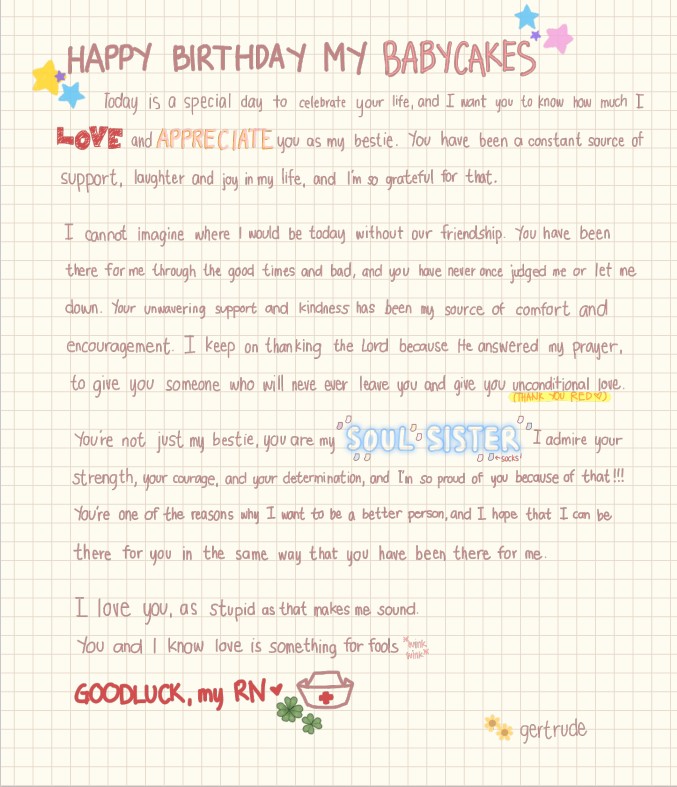 HAPPY BIRTHDAY MY BABYCAKES
Today is a special day to celebrate your life, and I want you to know how much I
LOVE and APPRECIATE you as my bestie. You have been a constant source of
support, laughter and joy in my life, and I'm so grateful for that.
I cannot imagine where I would be today without our friendship. You have been
there for me through the good times and bad, and you have never once judged me or let me
down. Your unwavering support and kindness has been my source of comfort and
encouragement. I keep on thanking the Lord because He answered my prayer,
to give you someone who will neve ever leave you and give you unconditional love.
(THANK YOU RED♡)
You're not just my bestie, you are my SOUL SISTER I admire your
←socks!
strength, your courage, and your determination, and I'm so proud of you because of that!!!
You're one of the reasons why I want to be a better person, and I hope that I can be
there for you in the same way that you have been there for me.
I love you, as stupid as that makes me sound.
You and I know love is something for fools *wink wink*
GOODLUCK, my RN ♥
gertrude